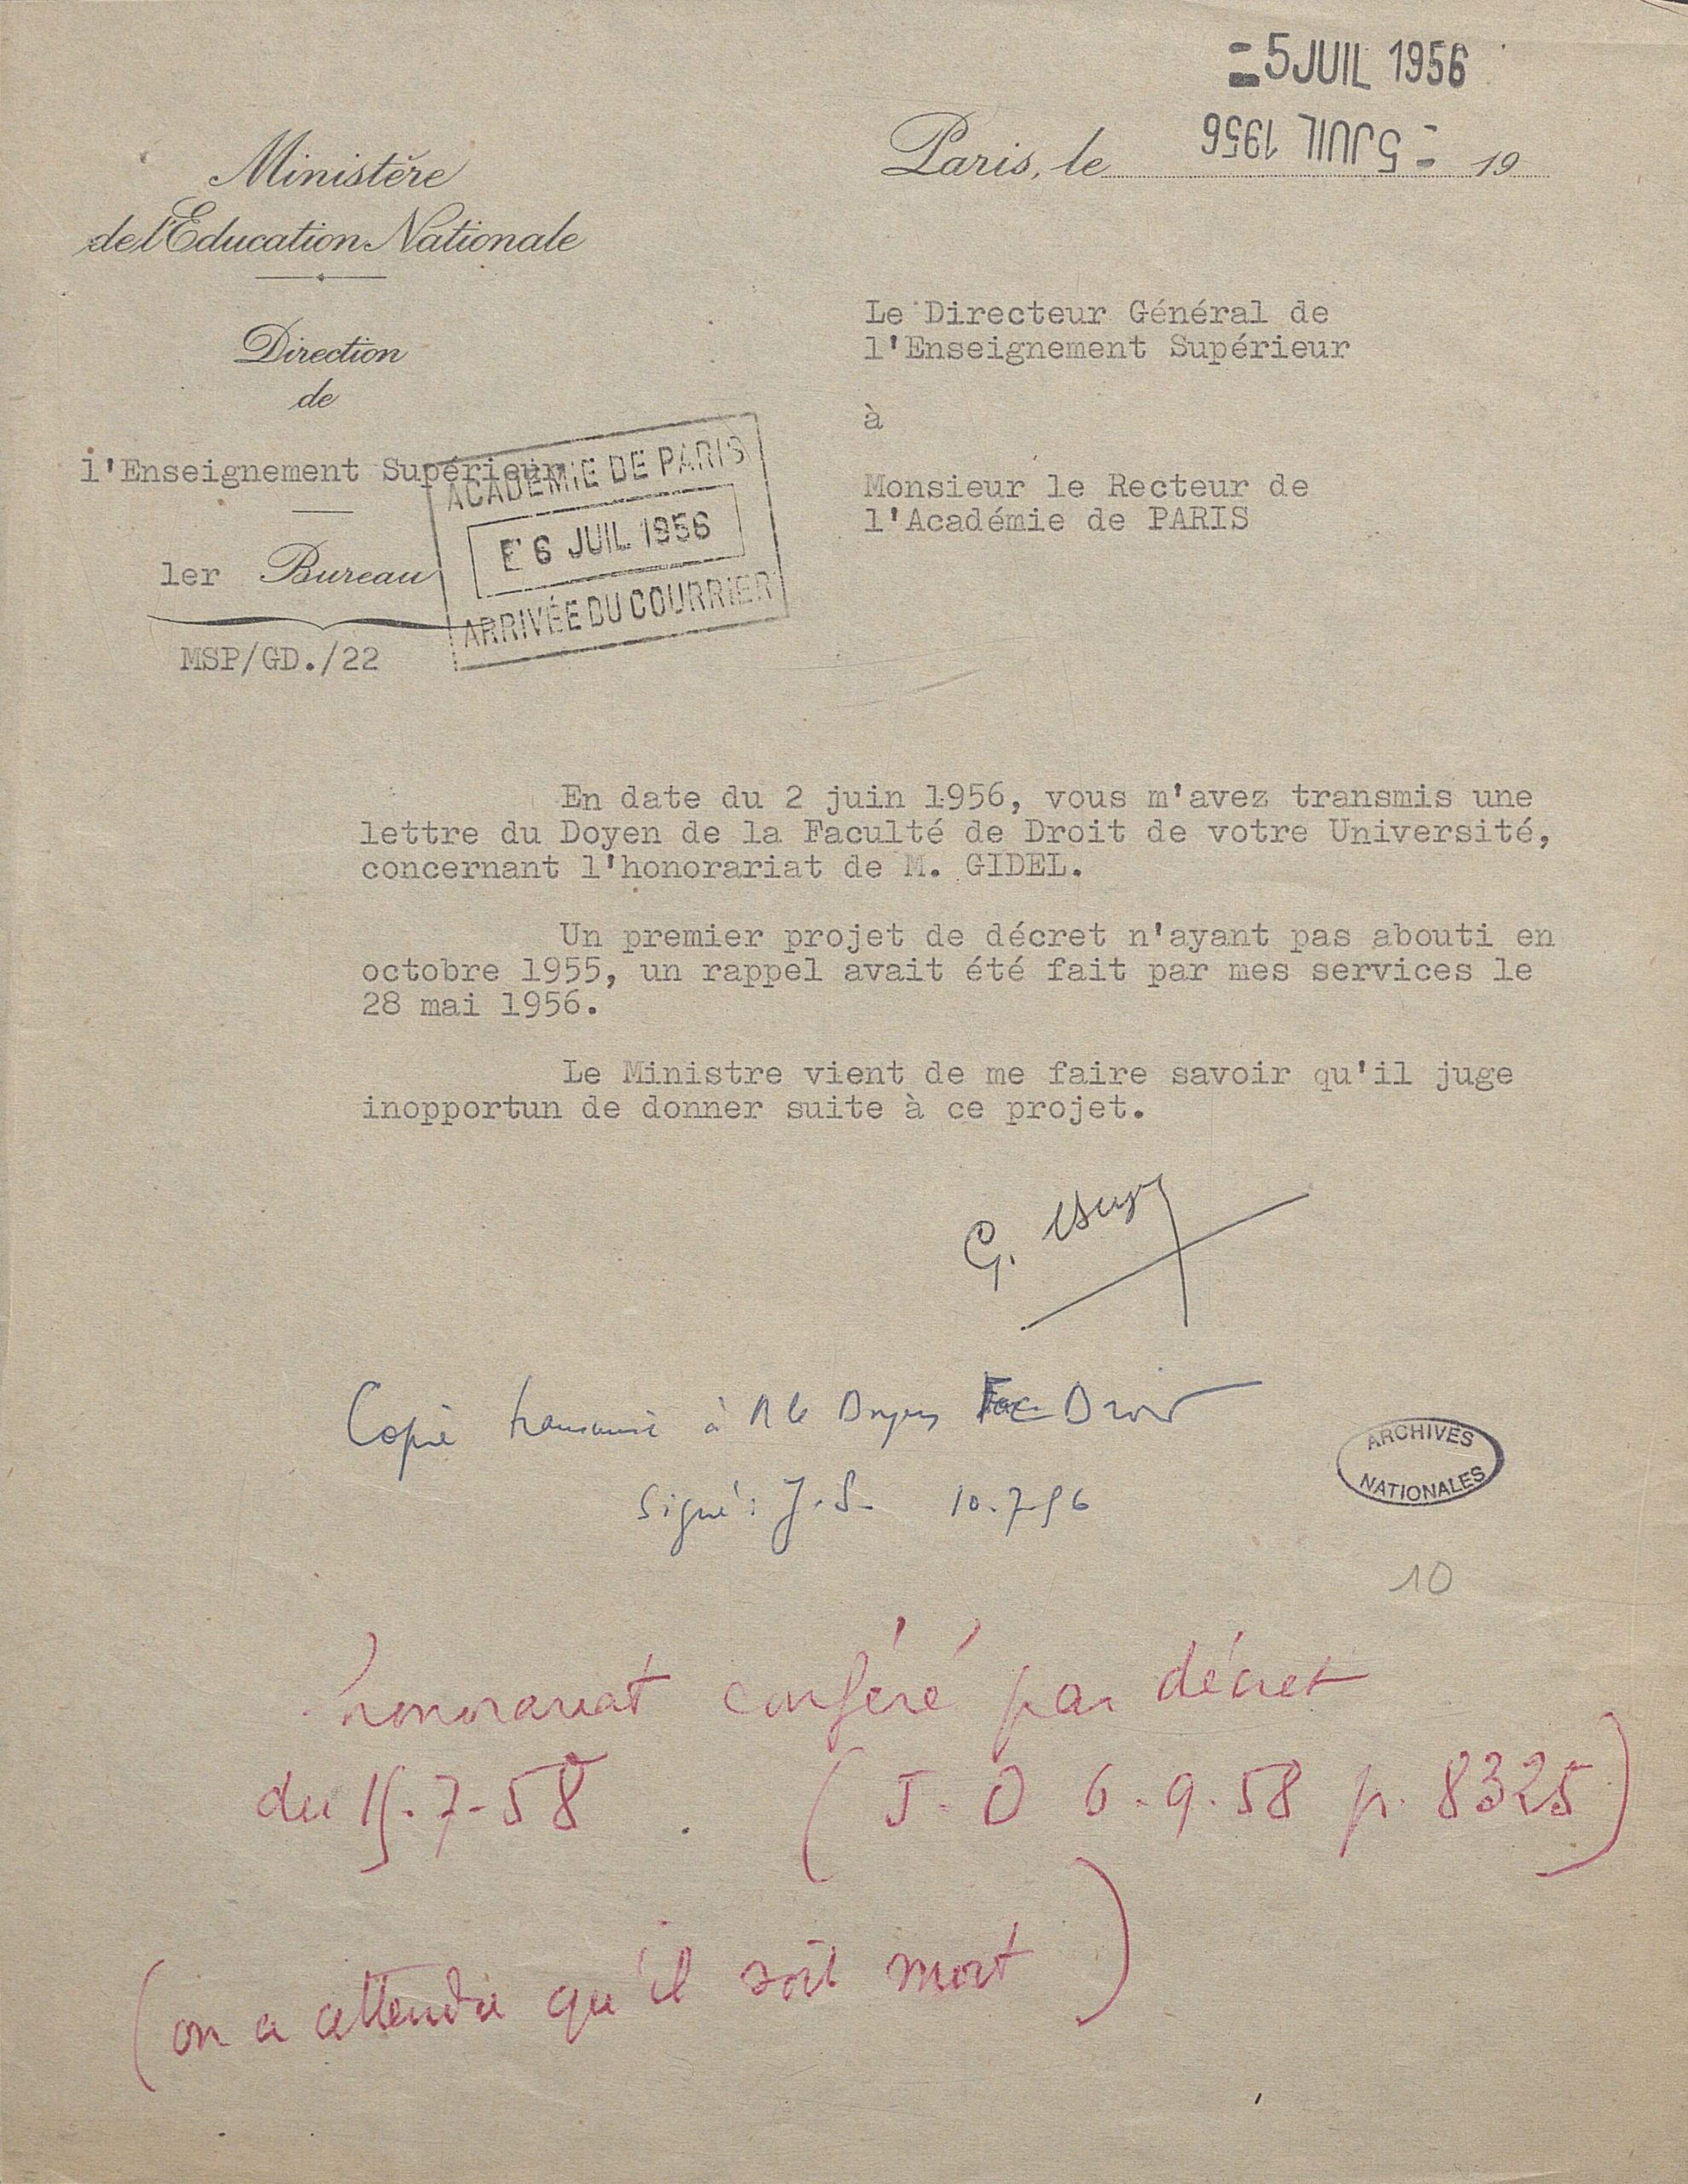 - 5 JUIL 1956
- 5 JUIL 1956
Paris, le 19
Ministère
de l'Education Nationale
Direction
de
l'Enseignement Supérieur
1er Bureau
MSP/GD./22
ACADÉMIE DE PARIS
6 JUIL 1956
ARRIVÉE DU COURRIER
Le Directeur Général de
l'Enseignement Supérieur
à
Monsieur le Recteur de
l'Académie de PARIS
En date du 2 juin 1956, vous m'avez transmis une
lettre du Doyen de la Faculté de Droit de votre Université,
concernant l'honorariat de M. GIDEL.
Un premier projet de décret n'ayant pas abouti en
octobre 1955, un rappel avait été fait par mes services le
28 mai 1956.
Le Ministre vient de me faire savoir qu'il juge
inopportun de donner suite à ce projet.
G.
Copie transmise à M le Doyen Fac Droit
Signé : J. S. 10-7-56
ARCHIVES
NATIONALES
10
honorariat conféré par décret
du 15-7-58 . (J.O 6.9.58 p. 8325)
(on a attendu qu'il soit mort)